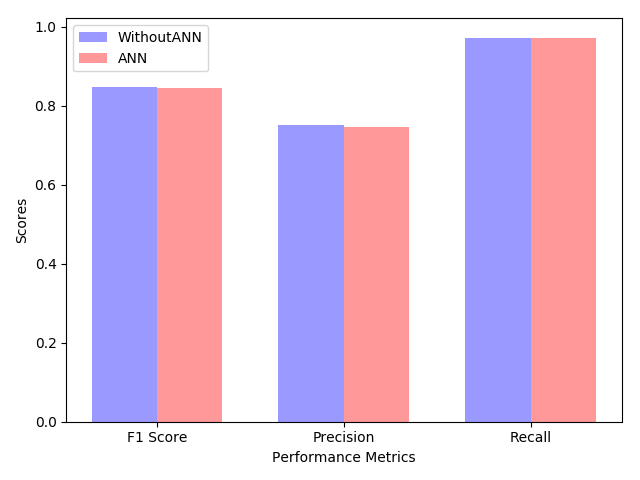 WithoutANN
ANN
1.0
0.8
0.6
0.4
0.2
0.0
Scores
F1 Score
Precision
Recall
Performance Metrics